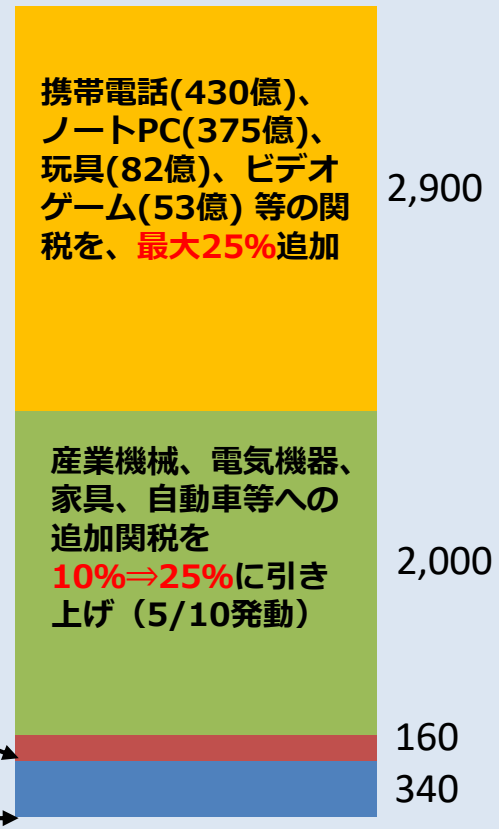 携帯電話(430億)、
ノートPC(375億)、
玩具(82億)、ビデオ
ゲーム(53億) 等の関
税を、最大25%追加
2,900
産業機械、電気機器、
家具、自動車等への
追加関税を
10%⇒25%に引き
上げ（5/10発動）
2,000
160
340